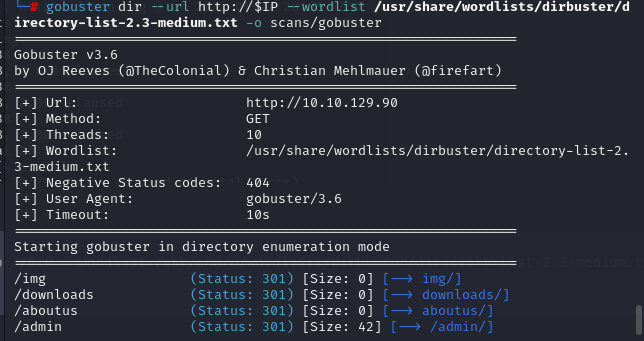 └─# gobuster dir --url http://$IP --wordlist /usr/share/wordlists/dirbuster/d
irectory-list-2.3-medium.txt -o scans/gobuster
===============================================================
Gobuster v3.6
by OJ Reeves (@TheColonial) & Christian Mehlmauer (@firefart)
===============================================================
[+] Url:                     http://10.10.129.90
[+] Method:                  GET
[+] Threads:                 10
[+] Wordlist:                /usr/share/wordlists/dirbuster/directory-list-2.
3-medium.txt
[+] Negative Status codes:   404
[+] User Agent:              gobuster/3.6
[+] Timeout:                 10s
===============================================================
Starting gobuster in directory enumeration mode
===============================================================
/img                  (Status: 301) [Size: 0] [--> img/]
/downloads            (Status: 301) [Size: 0] [--> downloads/]
/aboutus              (Status: 301) [Size: 0] [--> aboutus/]
/admin                (Status: 301) [Size: 42] [--> /admin/]